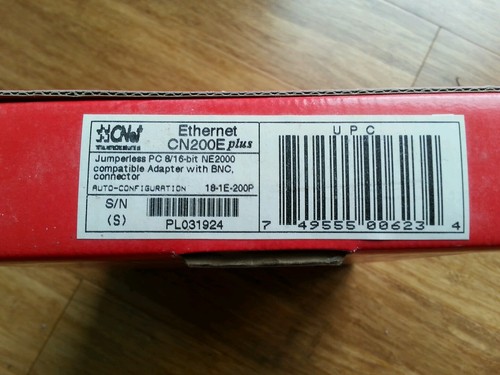 CNet
Ethernet
CN200E plus
Jumperless PC 8/16-bit NE2000
compatible Adapter with BNC,
connector
AUTO-CONFIGURATION 18-1E-200P
S/N
(S)
PL031924
UPC
7 49555 00623 4